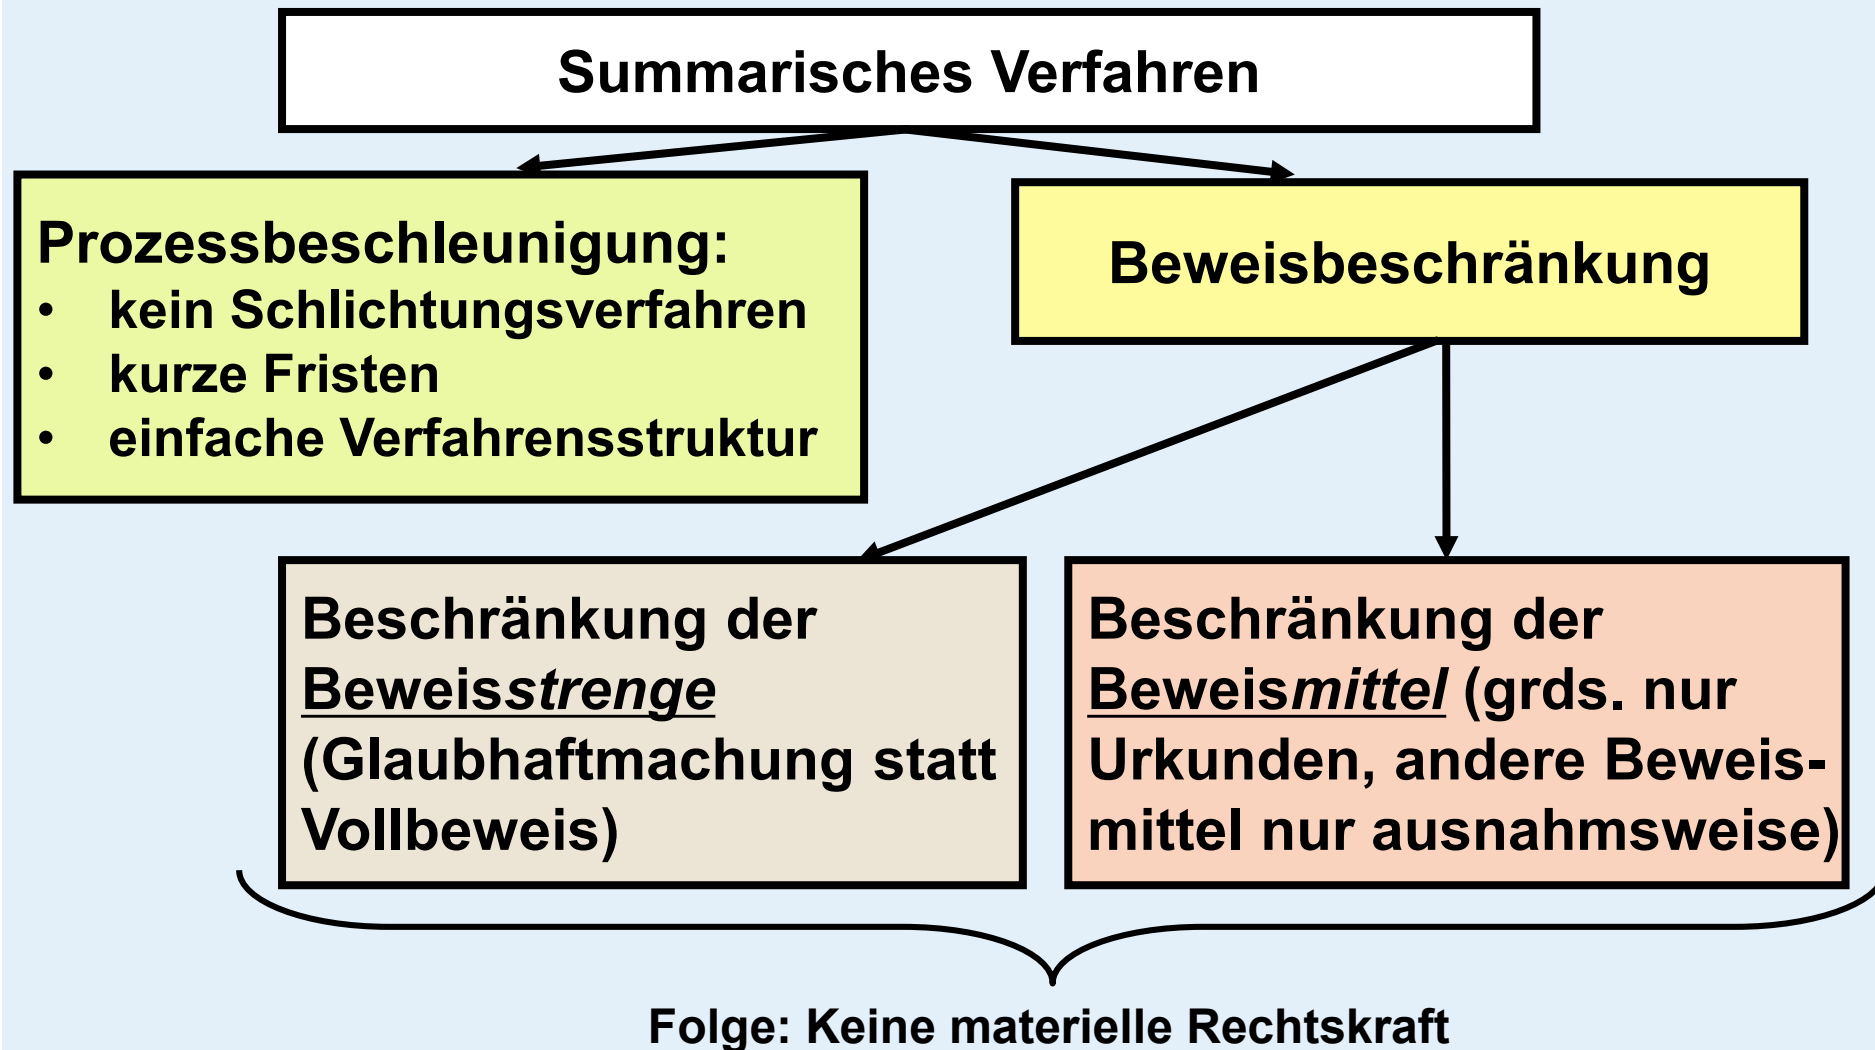 Summarisches Verfahren
Prozessbeschleunigung:
• kein Schlichtungsverfahren
• kurze Fristen
• einfache Verfahrensstruktur
Beweisbeschränkung
Beschränkung der
Beweisstrenge
(Glaubhaftmachung statt
Vollbeweis)
Beschränkung der
Beweismittel (grds. nur
Urkunden, andere Beweis-
mittel nur ausnahmsweise)
Folge: Keine materielle Rechtskraft